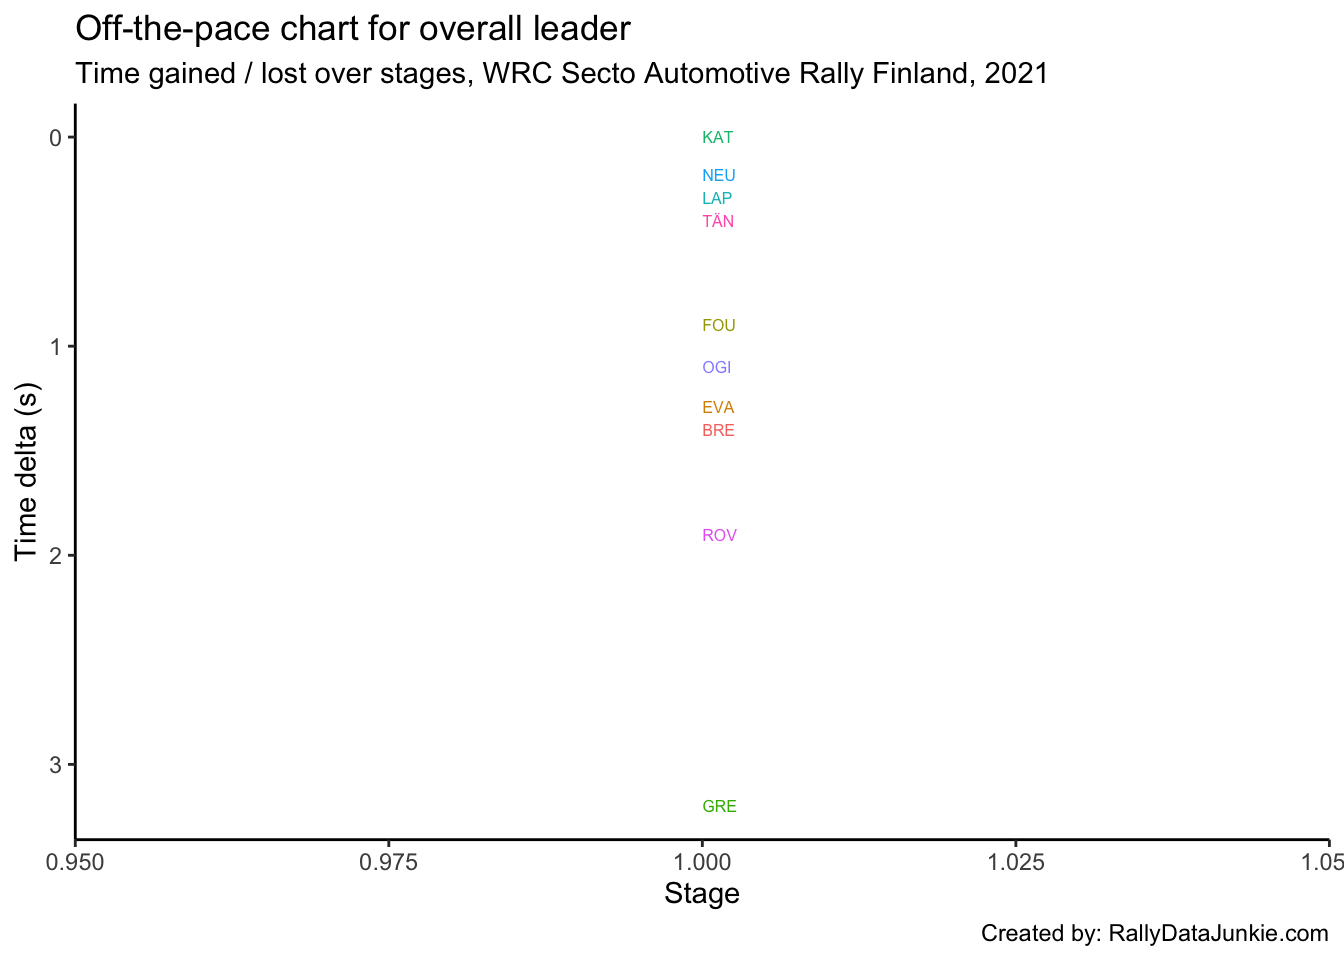 Off-the-pace chart for overall leader
Time gained / lost over stages, WRC Secto Automotive Rally Finland, 2021
Time delta (s)
0
1
2
3
KAT
NEU
LAP
TÄN
FOU
OGI
EVA
BRE
ROV
GRE
0.950 0.975 1.000 1.025 1.05
Stage
Created by: RallyDataJunkie.com